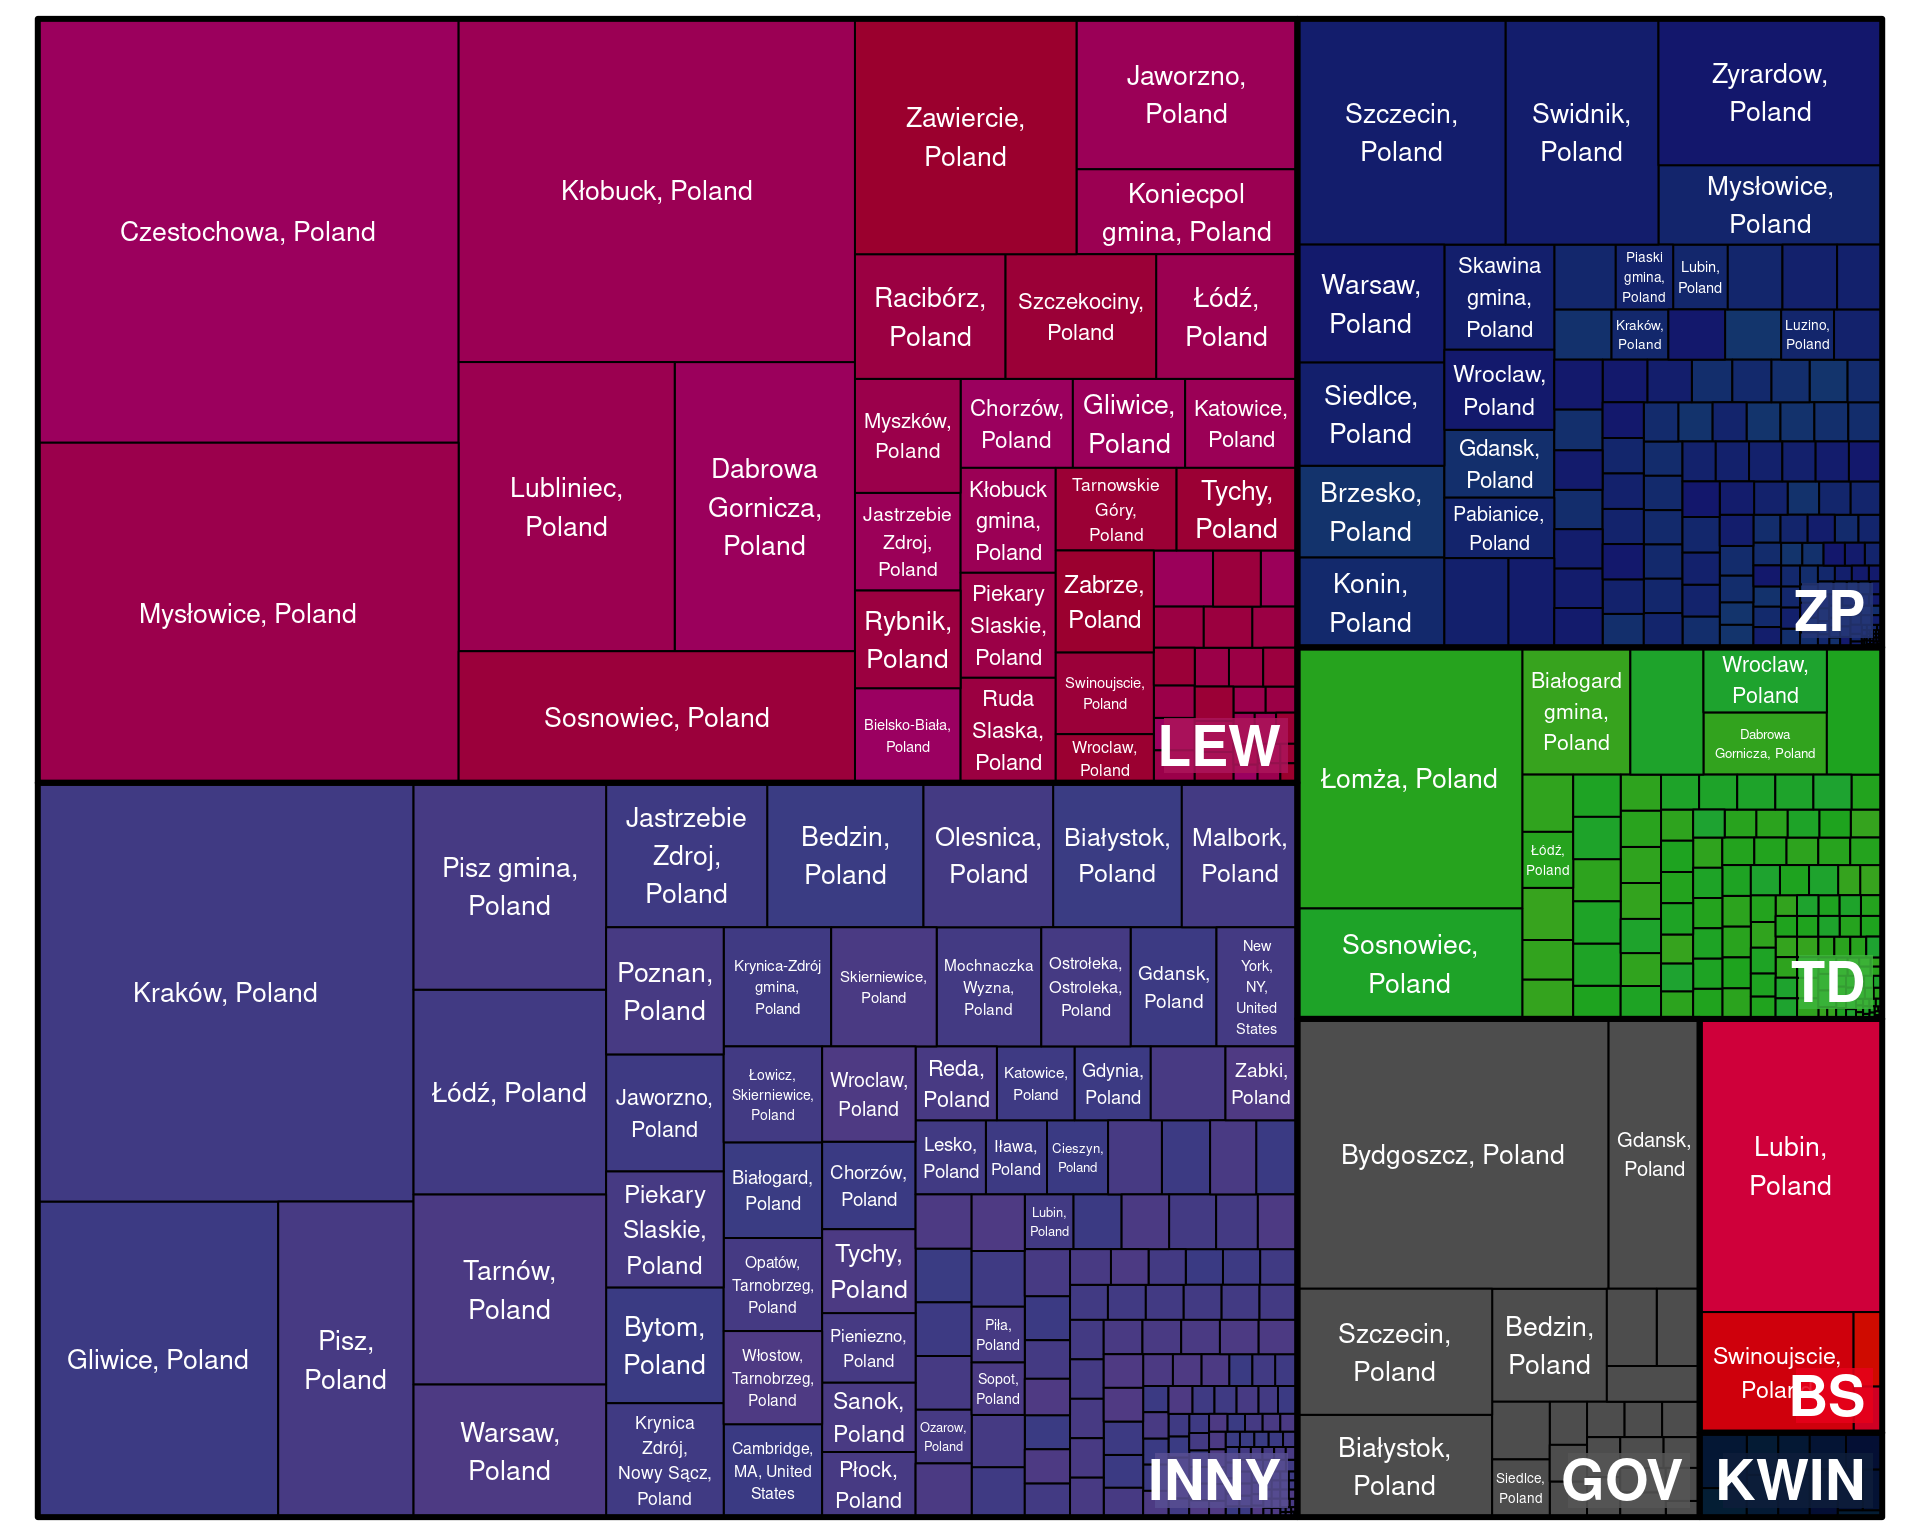 Czestochowa, Poland
Mysłowice, Poland
Kłobuck, Poland
Lubliniec,
Poland
Dabrowa
Gornicza,
Poland
Sosnowiec, Poland
Zawiercie,
Poland
Jaworzno,
Poland
Koniecpol
gmina, Poland
Racibórz,
Poland
Szczekociny,
Poland
Łódź,
Poland
Myszków,
Poland
Chorzów,
Poland
Gliwice,
Poland
Katowice,
Poland
Jastrzebie
Zdroj,
Poland
Kłobuck
gmina,
Poland
Tarnowskie
Góry,
Poland
Tychy,
Poland
Rybnik,
Poland
Piekary
Slaskie,
Poland
Zabrze,
Poland
Bielsko-Biała,
Poland
Ruda
Slaska,
Poland
Swinoujscie,
Poland
Wroclaw,
Poland
LEW
Szczecin,
Poland
Swidnik,
Poland
Zyrardow,
Poland
Mysłowice,
Poland
Warsaw,
Poland
Skawina
gmina,
Poland
Piaski
gmina,
Poland
Lubin,
Poland
Kraków,
Poland
Luzino,
Poland
Siedlce,
Poland
Wroclaw,
Poland
Gdansk,
Poland
Brzesko,
Poland
Pabianice,
Poland
Konin,
Poland
ZP
Łomża, Poland
Białogard
gmina,
Poland
Wroclaw,
Poland
Dabrowa
Gornicza, Poland
Łódź,
Poland
Sosnowiec,
Poland
TD
Kraków, Poland
Gliwice, Poland
Pisz,
Poland
Pisz gmina,
Poland
Łódź, Poland
Tarnów,
Poland
Warsaw,
Poland
Jastrzebie
Zdroj,
Poland
Bedzin,
Poland
Olesnica,
Poland
Białystok,
Poland
Malbork,
Poland
Poznan,
Poland
Krynica-Zdrój
gmina,
Poland
Skierniewice,
Poland
Mochnaczka
Wyzna,
Poland
Ostrołeka,
Ostroleka,
Poland
Gdansk,
Poland
New
York,
NY,
United
States
Jaworzno,
Poland
Łowicz,
Skierniewice,
Poland
Wroclaw,
Poland
Reda,
Poland
Katowice,
Poland
Gdynia,
Poland
Zabki,
Poland
Lesko,
Poland
Iława,
Poland
Cieszyn,
Poland
Piekary
Slaskie,
Poland
Białogard,
Poland
Chorzów,
Poland
Lubin,
Poland
Opatów,
Tarnobrzeg,
Poland
Tychy,
Poland
Bytom,
Poland
Włostow,
Tarnobrzeg,
Poland
Pieniezno,
Poland
Piła,
Poland
Sopot,
Poland
Krynica
Zdrój,
Nowy Sącz,
Poland
Cambridge,
MA, United
States
Sanok,
Poland
Ozarow,
Poland
Płock,
Poland
INNY
Bydgoszcz, Poland
Gdansk,
Poland
Szczecin,
Poland
Bedzin,
Poland
Białystok,
Poland
Siedlce,
Poland
GOV
Lubin,
Poland
Swinoujscie,
Poland
BS
KWIN